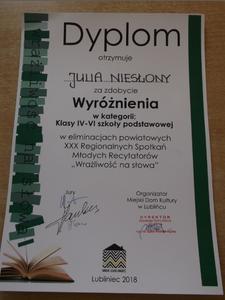 Dyplom
otrzymuje
JULIA NIESŁONY
za zdobycie
Wyróżnienia
w kategorii:
Klasy IV-VI szkoły podstawowej
w eliminacjach powiatowych
XXX Regionalnych Spotkań
Młodych Recytatorów
„Wrażliwość na słowa”
Jury
Organizator
Miejski Dom Kultury
w Lublińcu
DYREKTOR
Lubliniec 2018